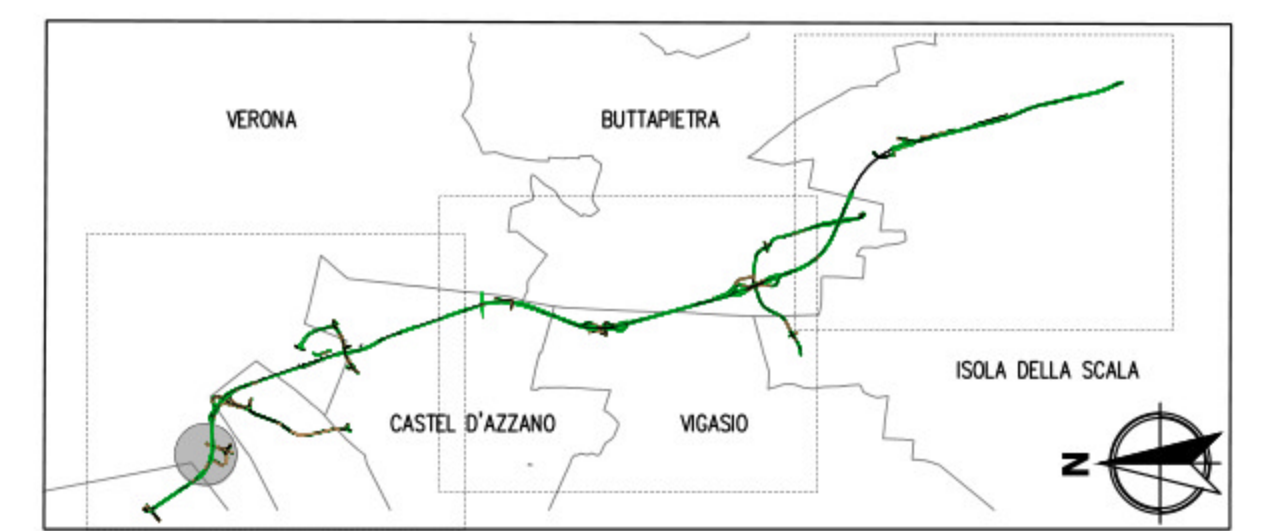 VERONA
BUTTAPIETRA
ISOLA DELLA SCALA
CASTEL D'AZZANO
VIGASIO
N